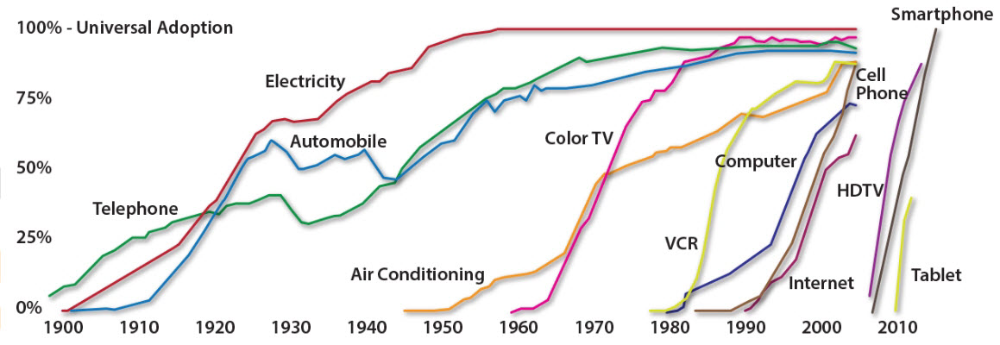 Smartphone
100% - Universal Adoption
Electricity
Cell
Phone
75%
Automobile
Color TV
50%
Computer
Telephone
HDTV
25%
VCR
Air Conditioning
Internet
Tablet
0%
1900 1910 1920 1930 1940 1950 1960 1970 1980 1990 2000 2010